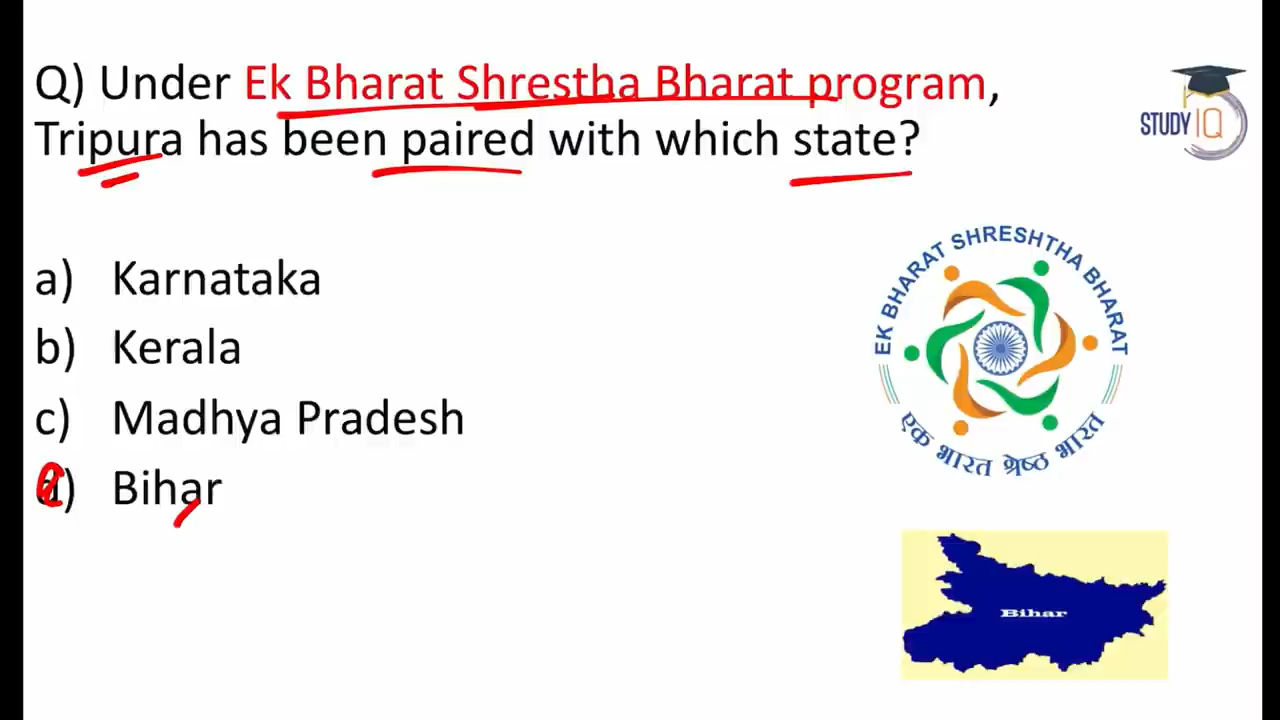 Q) Under Ek Bharat Shrestha Bharat program,
Tripura has been paired with which state?
STUDY IQ
a) Karnataka
b) Kerala
c) Madhya Pradesh
d) Bihar
EK BHARAT SHRESHTHA BHARAT
एक भारत श्रेष्ठ भारत
Bihar